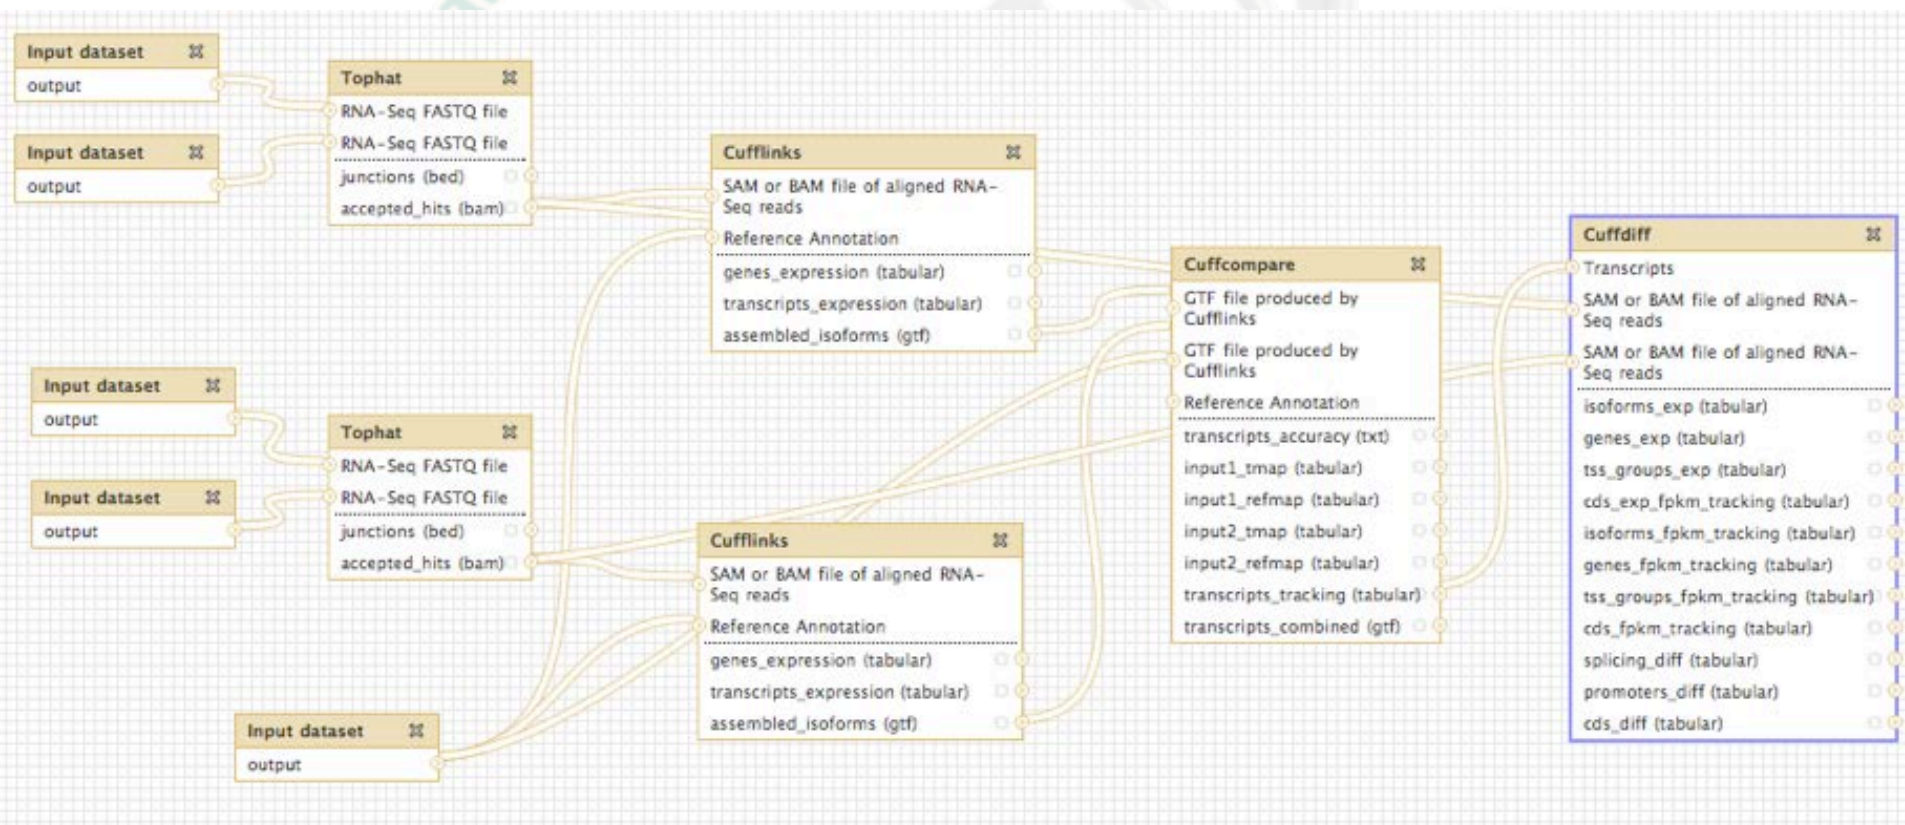 Input dataset
output
Input dataset
output
Tophat
RNA-Seq FASTQ file
RNA-Seq FASTQ file
junctions (bed)
accepted_hits (bam)
Cufflinks
SAM or BAM file of aligned RNA-
Seq reads
Reference Annotation
genes_expression (tabular)
transcripts_expression (tabular)
assembled_isoforms (gtf)
Input dataset
output
Input dataset
output
Tophat
RNA-Seq FASTQ file
RNA-Seq FASTQ file
junctions (bed)
accepted_hits (bam)
Cufflinks
SAM or BAM file of aligned RNA-
Seq reads
Reference Annotation
genes_expression (tabular)
transcripts_expression (tabular)
assembled_isoforms (gtf)
Input dataset
output
Cuffcompare
GTF file produced by
Cufflinks
GTF file produced by
Cufflinks
Reference Annotation
transcripts_accuracy (txt)
input1_tmap (tabular)
input1_refmap (tabular)
input2_tmap (tabular)
input2_refmap (tabular)
transcripts_tracking (tabular)
transcripts_combined (gtf)
Cuffdiff
Transcripts
SAM or BAM file of aligned RNA-
Seq reads
SAM or BAM file of aligned RNA-
Seq reads
isoforms_exp (tabular)
genes_exp (tabular)
tss_groups_exp (tabular)
cds_exp_fpkm_tracking (tabular)
isoforms_fpkm_tracking (tabular)
genes_fpkm_tracking (tabular)
tss_groups_fpkm_tracking (tabular)
cds_fpkm_tracking (tabular)
splicing_diff (tabular)
promoters_diff (tabular)
cds_diff (tabular)